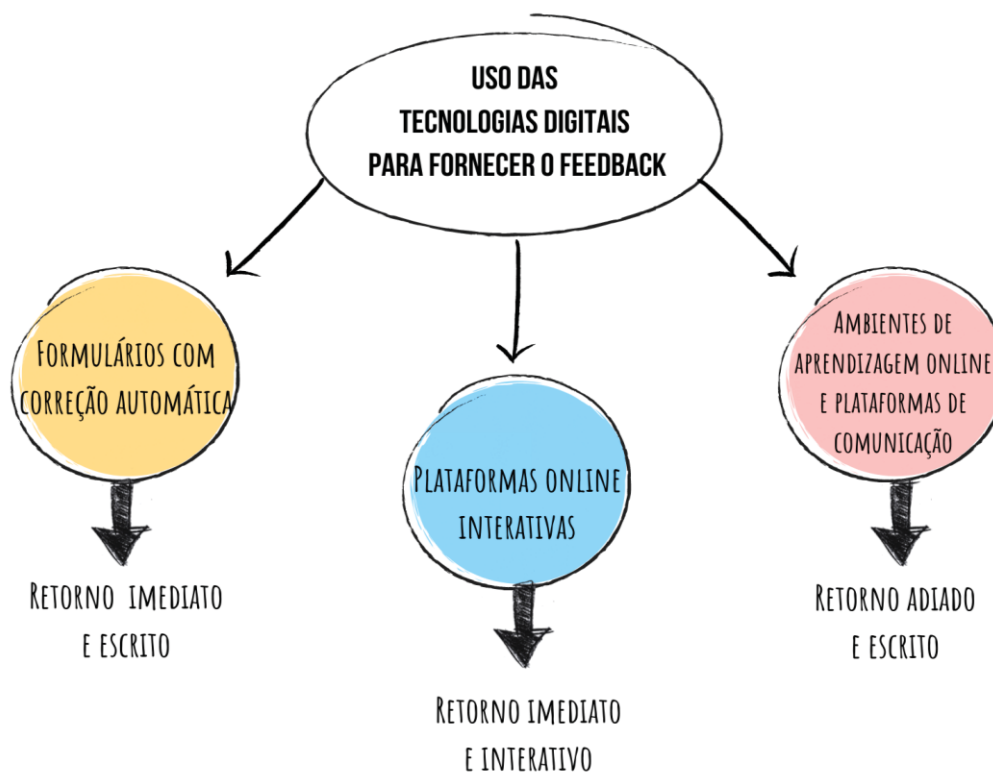 USO DAS
TECNOLOGIAS DIGITAIS
PARA FORNECER O FEEDBACK
FORMULÁRIOS COM
CORREÇÃO AUTOMÁTICA
RETORNO IMEDIATO
E ESCRITO
PLATAFORMAS ONLINE
INTERATIVAS
RETORNO IMEDIATO
E INTERATIVO
AMBIENTES DE
APRENDIZAGEM ONLINE
E PLATAFORMAS DE
COMUNICAÇÃO
RETORNO ADIADO
E ESCRITO